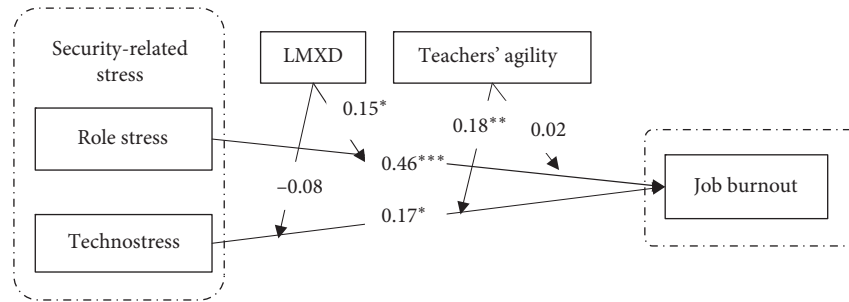 Security-related
stress
LMXD
Teachers’ agility
Role stress
0.15*
0.18**
0.02
0.46***
Job burnout
–0.08
Technostress
0.17*